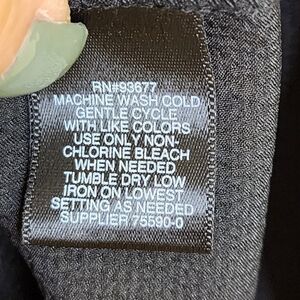 RN#93677
MACHINE WASH COLD
GENTLE CYCLE
WITH LIKE COLORS
USE ONLY NON-
CHLORINE BLEACH
WHEN NEEDED
TUMBLE DRY LOW
IRON ON LOWEST
SETTING AS NEEDED
SUPPLIER 75590-0